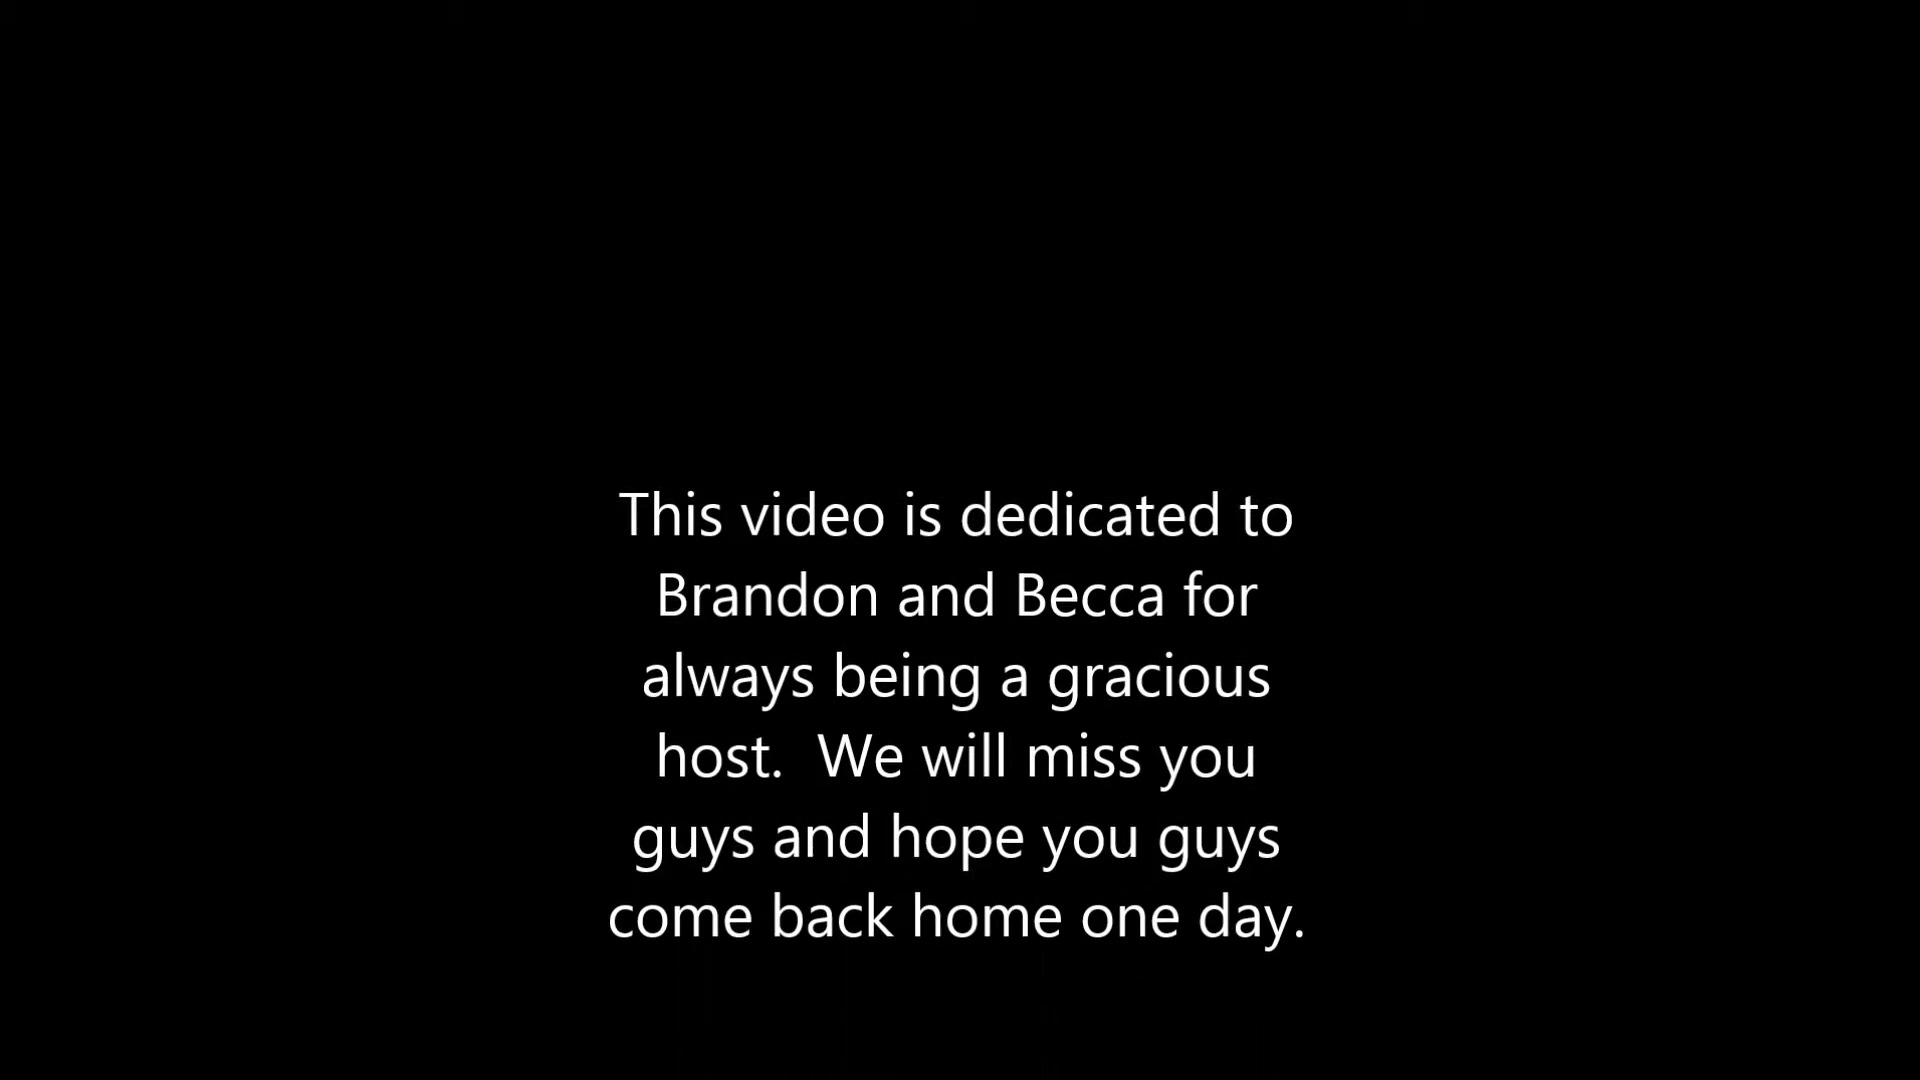 This video is dedicated to
Brandon and Becca for
always being a gracious
host.  We will miss you
guys and hope you guys
come back home one day.